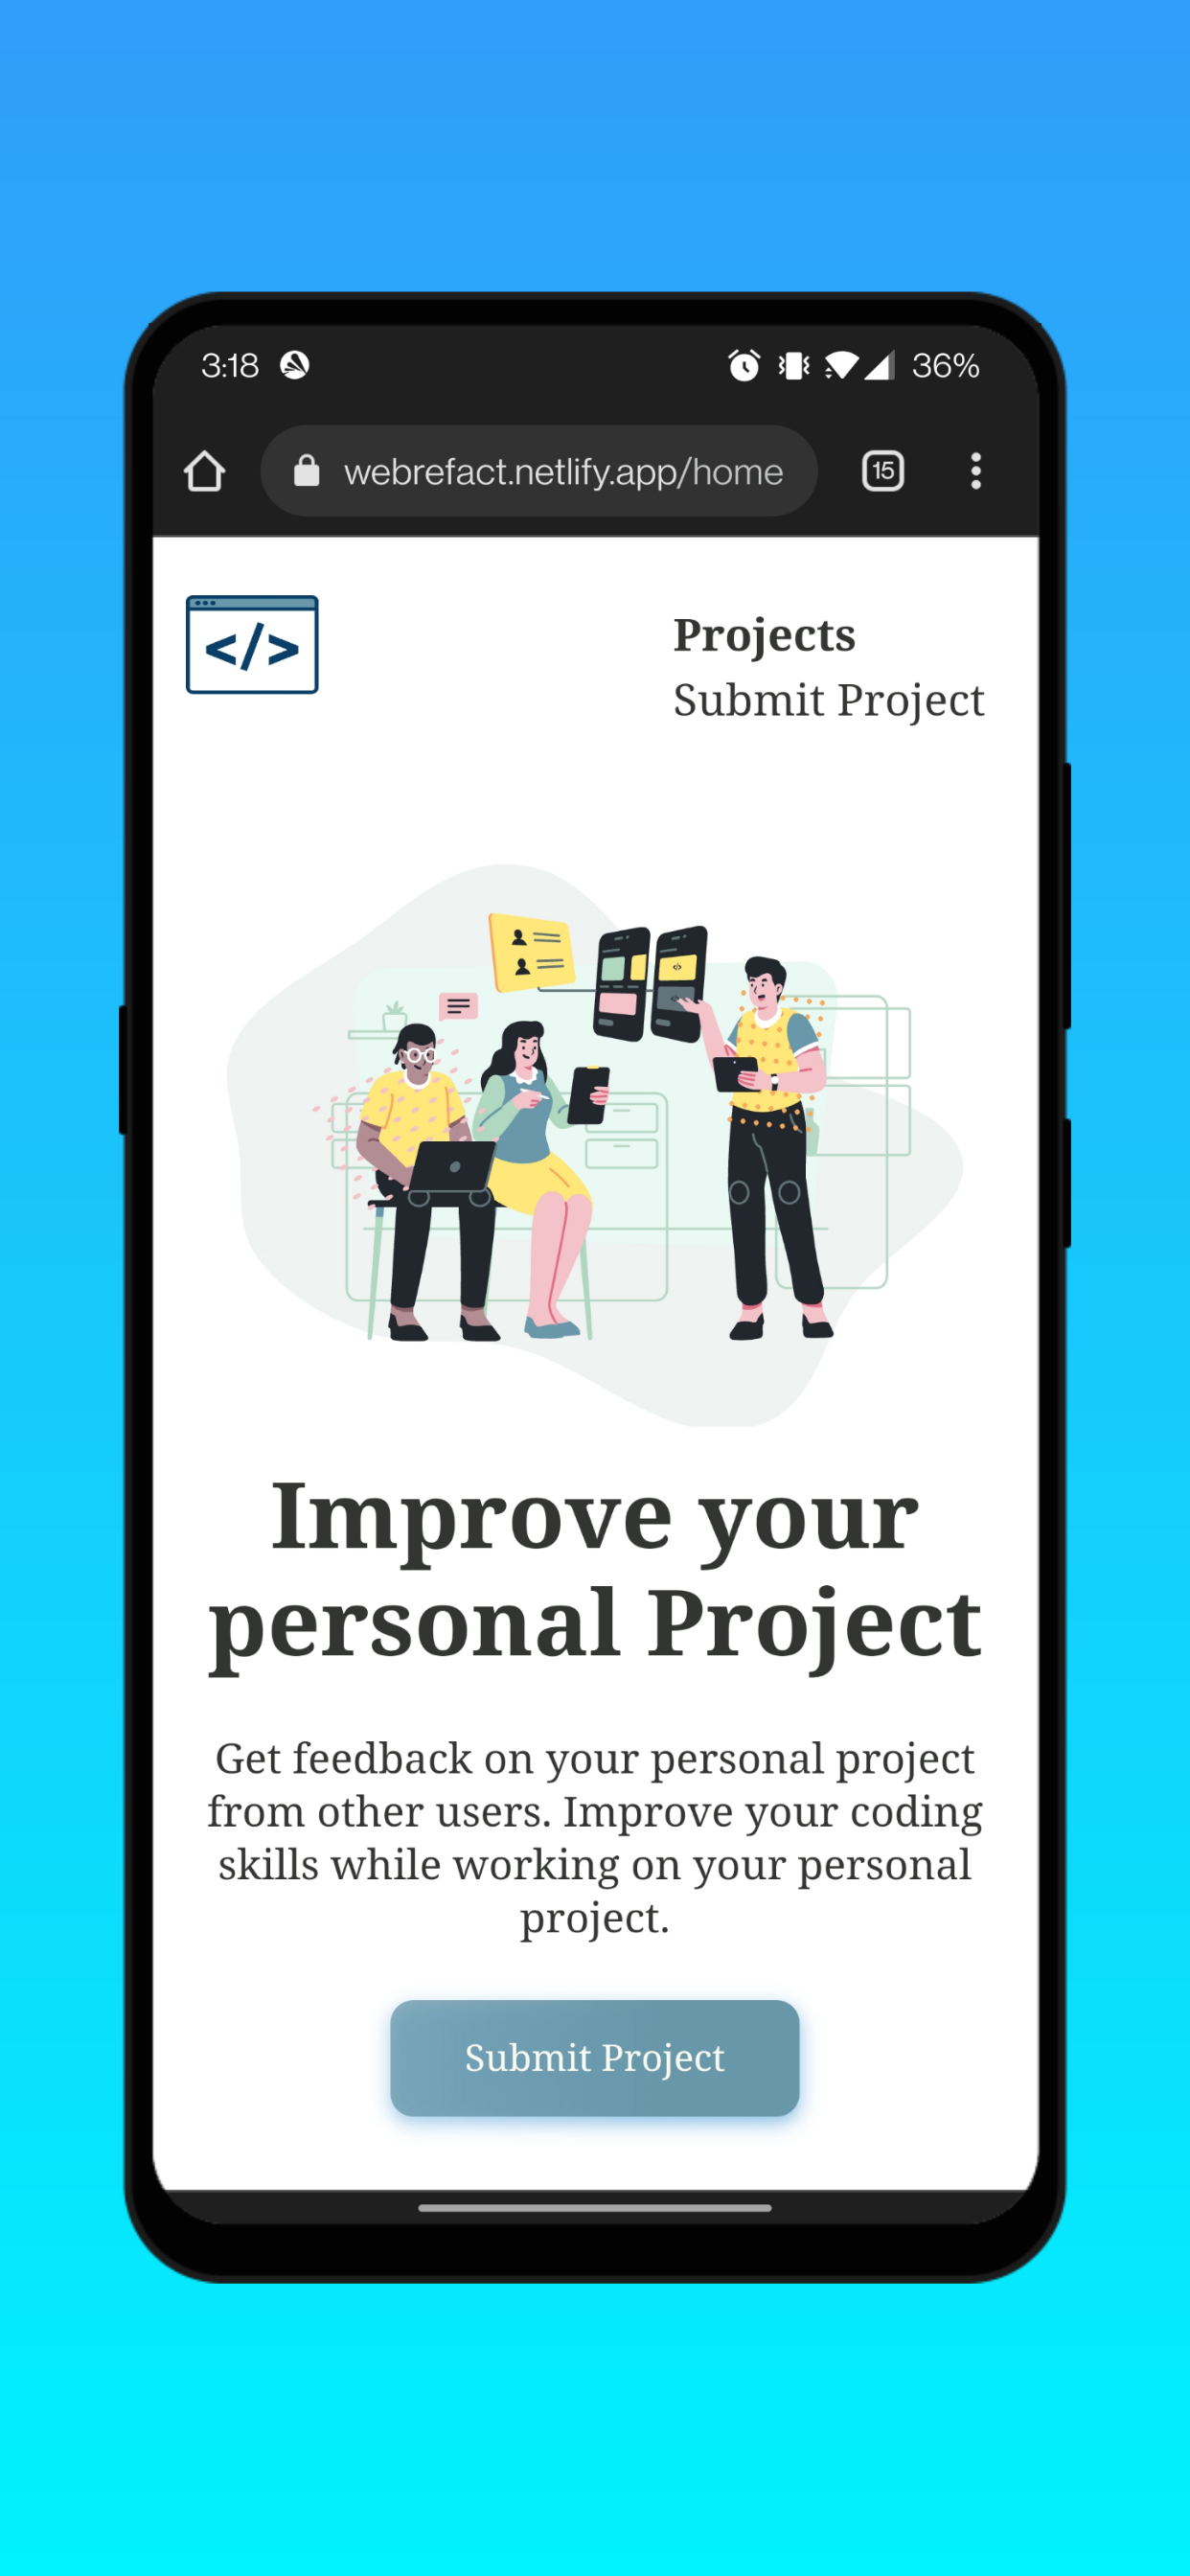 3:18 36%
webrefact.netlify.app/home 15
</>
Projects
Submit Project
Improve your
personal Project
Get feedback on your personal project
from other users. Improve your coding
skills while working on your personal
project.
Submit Project